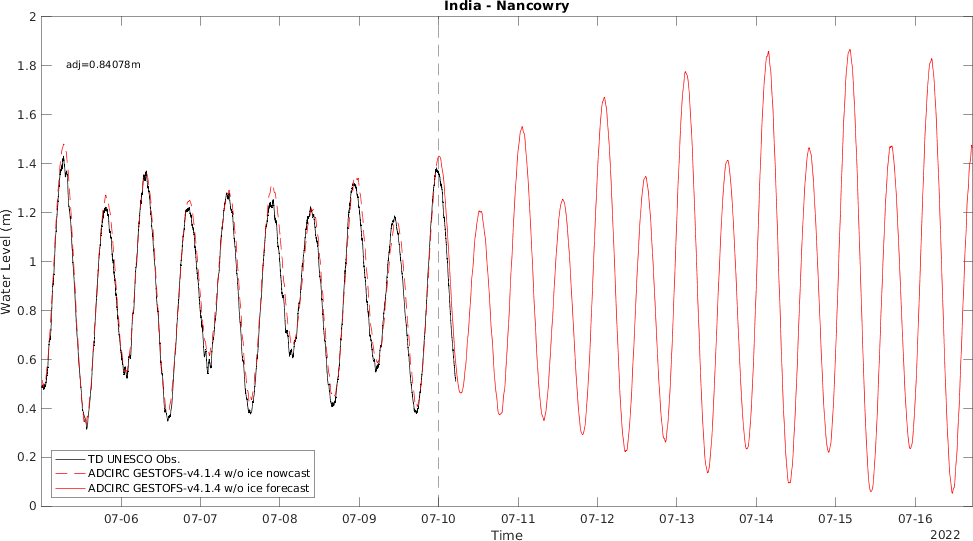 India - Nancowry
adj=0.84078m
Water Level (m)
2
1.8
1.6
1.4
1.2
1
0.8
0.6
0.4
0.2
0
TD UNESCO Obs.
ADCIRC GESTOFS-v4.1.4 w/o ice nowcast
ADCIRC GESTOFS-v4.1.4 w/o ice forecast
07-06 07-07 07-08 07-09 07-10 07-11 07-12 07-13 07-14 07-15 07-16
Time
2022